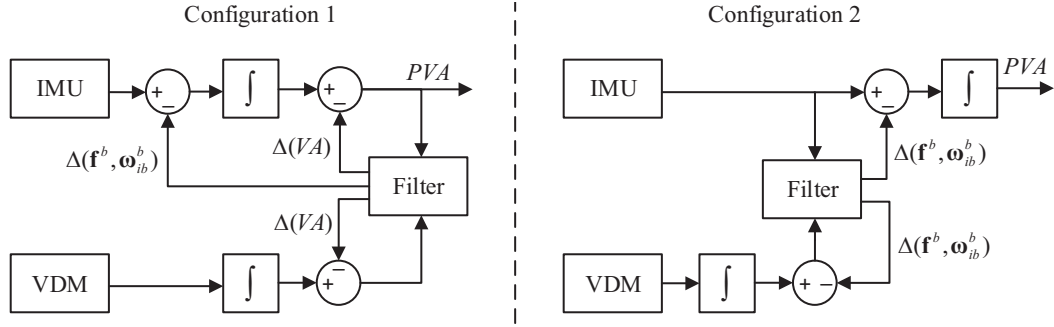 Configuration 1
IMU
+
−
∫
+
−
PVA
Δ(VA)
Δ(f^b, ω_ib^b)
Filter
Δ(VA)
VDM
∫
−
+
Configuration 2
IMU
+
−
∫
PVA
Δ(f^b, ω_ib^b)
Filter
Δ(f^b, ω_ib^b)
VDM
∫
+ −